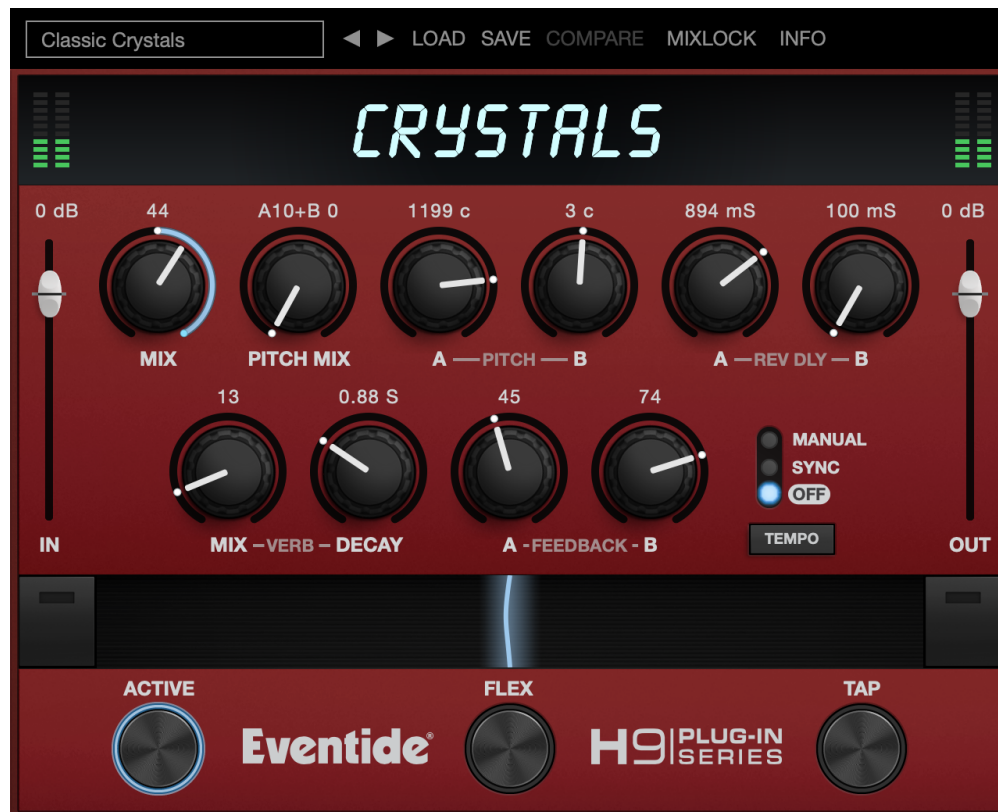 Classic Crystals LOAD SAVE COMPARE MIXLOCK INFO
CRYSTALS
0 dB 44 A10+B 0 1199 c 3 c 894 mS 100 mS 0 dB
MIX PITCH MIX A PITCH B A REV DLY B
13 0.88 S 45 74
MANUAL
SYNC
OFF
TEMPO
IN MIX - VERB - DECAY A - FEEDBACK - B OUT
ACTIVE FLEX TAP
Eventide® H9 PLUG-IN SERIES